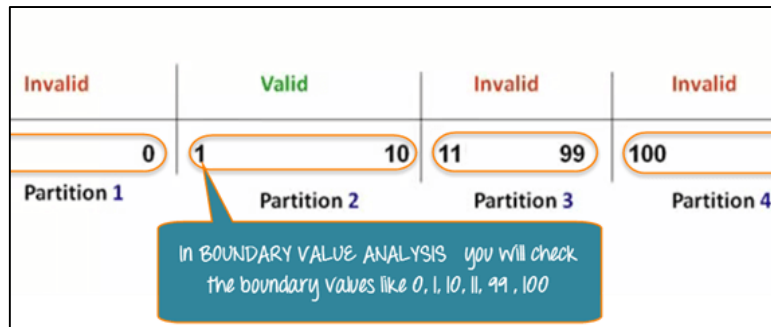 Invalid Valid Invalid Invalid
0 1 10 11 99 100
Partition 1 Partition 2 Partition 3 Partition 4
In BOUNDARY VALUE ANALYSIS you will check
the boundary values like 0, 1, 10, 11, 99 , 100